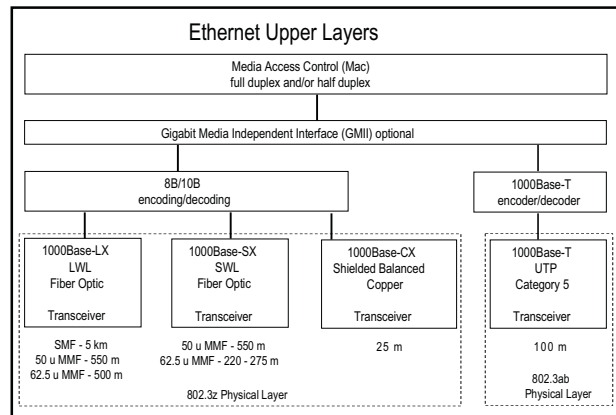 Ethernet Upper Layers
Media Access Control (Mac)
full duplex and/or half duplex
Gigabit Media Independent Interface (GMII) optional
8B/10B
encoding/decoding
1000Base-T
encoder/decoder
1000Base-LX
LWL
Fiber Optic
Transceiver
1000Base-SX
SWL
Fiber Optic
Transceiver
1000Base-CX
Shielded Balanced
Copper
Transceiver
1000Base-T
UTP
Category 5
Transceiver
SMF - 5 km
50 u MMF - 550 m
62.5 u MMF - 500 m
50 u MMF - 550 m
62.5 u MMF - 220 - 275 m
25 m
100 m
802.3z Physical Layer
802.3ab
Physical Layer